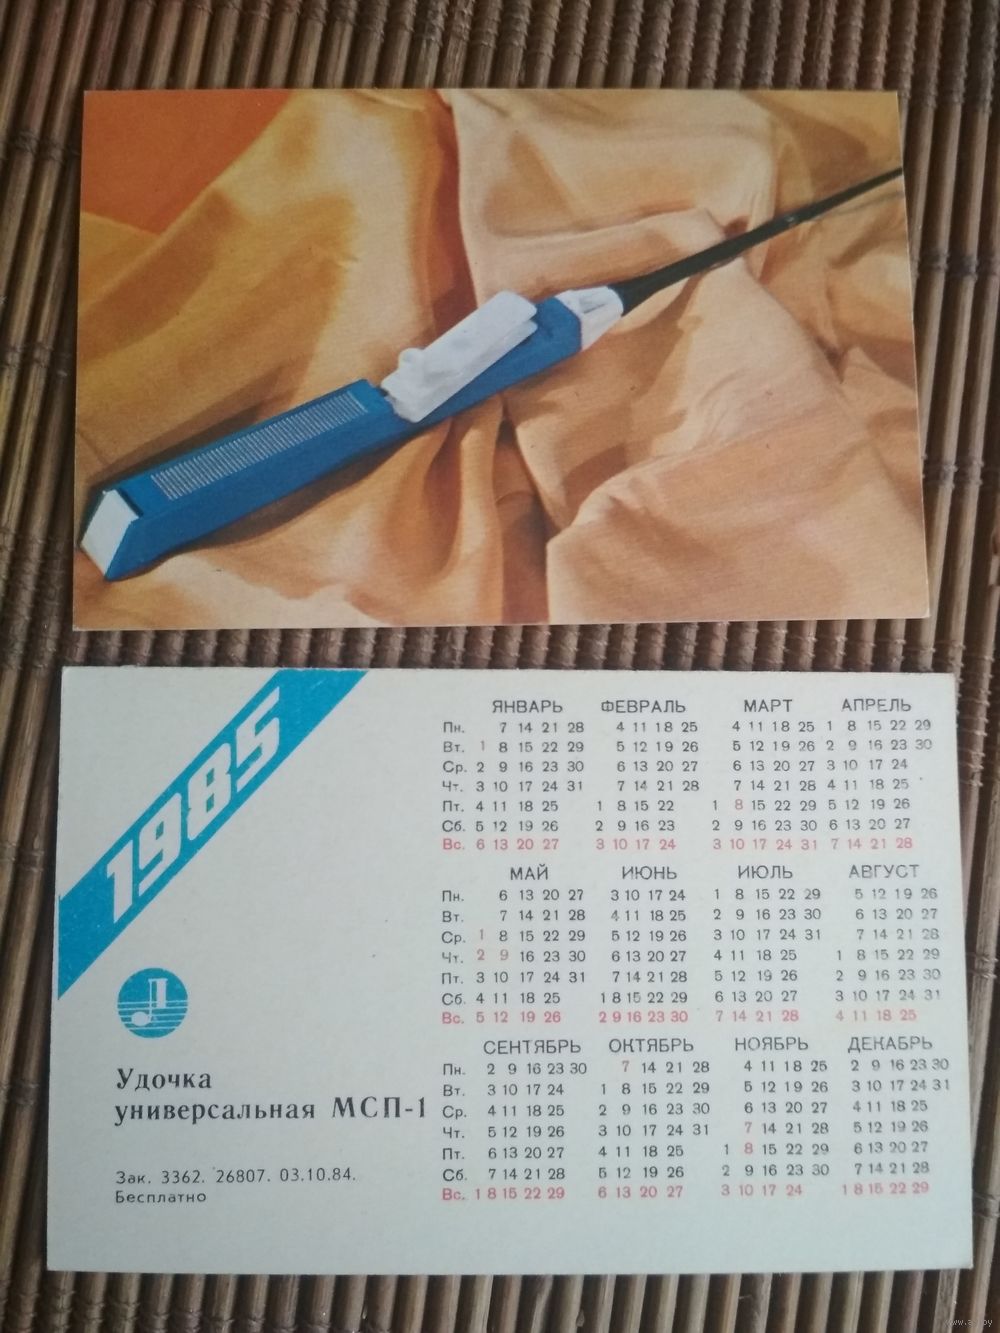 1985
Удочка
универсальная МСП-1
Зак. 3362. 26807. 03.10.84.
Бесплатно
ЯНВАРЬ ФЕВРАЛЬ МАРТ АПРЕЛЬ
Пн. 7 14 21 28 4 11 18 25 4 11 18 25 1 8 15 22 29
Вт. 1 8 15 22 29 5 12 19 26 5 12 19 26 2 9 16 23 30
Ср. 2 9 16 23 30 6 13 20 27 6 13 20 27 3 10 17 24
Чт. 3 10 17 24 31 7 14 21 28 7 14 21 28 4 11 18 25
Пт. 4 11 18 25 1 8 15 22 1 8 15 22 29 5 12 19 26
Сб. 5 12 19 26 2 9 16 23 2 9 16 23 30 6 13 20 27
Вс. 6 13 20 27 3 10 17 24 3 10 17 24 31 7 14 21 28
МАЙ ИЮНЬ ИЮЛЬ АВГУСТ
Пн. 6 13 20 27 3 10 17 24 1 8 15 22 29 5 12 19 26
Вт. 7 14 21 28 4 11 18 25 2 9 16 23 30 6 13 20 27
Ср. 1 8 15 22 29 5 12 19 26 3 10 17 24 31 7 14 21 28
Чт. 2 9 16 23 30 6 13 20 27 4 11 18 25 1 8 15 22 29
Пт. 3 10 17 24 31 7 14 21 28 5 12 19 26 2 9 16 23 30
Сб. 4 11 18 25 1 8 15 22 29 6 13 20 27 3 10 17 24 31
Вс. 5 12 19 26 2 9 16 23 30 7 14 21 28 4 11 18 25
СЕНТЯБРЬ ОКТЯБРЬ НОЯБРЬ ДЕКАБРЬ
Пн. 2 9 16 23 30 7 14 21 28 4 11 18 25 2 9 16 23 30
Вт. 3 10 17 24 1 8 15 22 29 5 12 19 26 3 10 17 24 31
Ср. 4 11 18 25 2 9 16 23 30 6 13 20 27 4 11 18 25
Чт. 5 12 19 26 3 10 17 24 31 7 14 21 28 5 12 19 26
Пт. 6 13 20 27 4 11 18 25 1 8 15 22 29 6 13 20 27
Сб. 7 14 21 28 5 12 19 26 2 9 16 23 30 7 14 21 28
Вс. 1 8 15 22 29 6 13 20 27 3 10 17 24 1 8 15 22 29